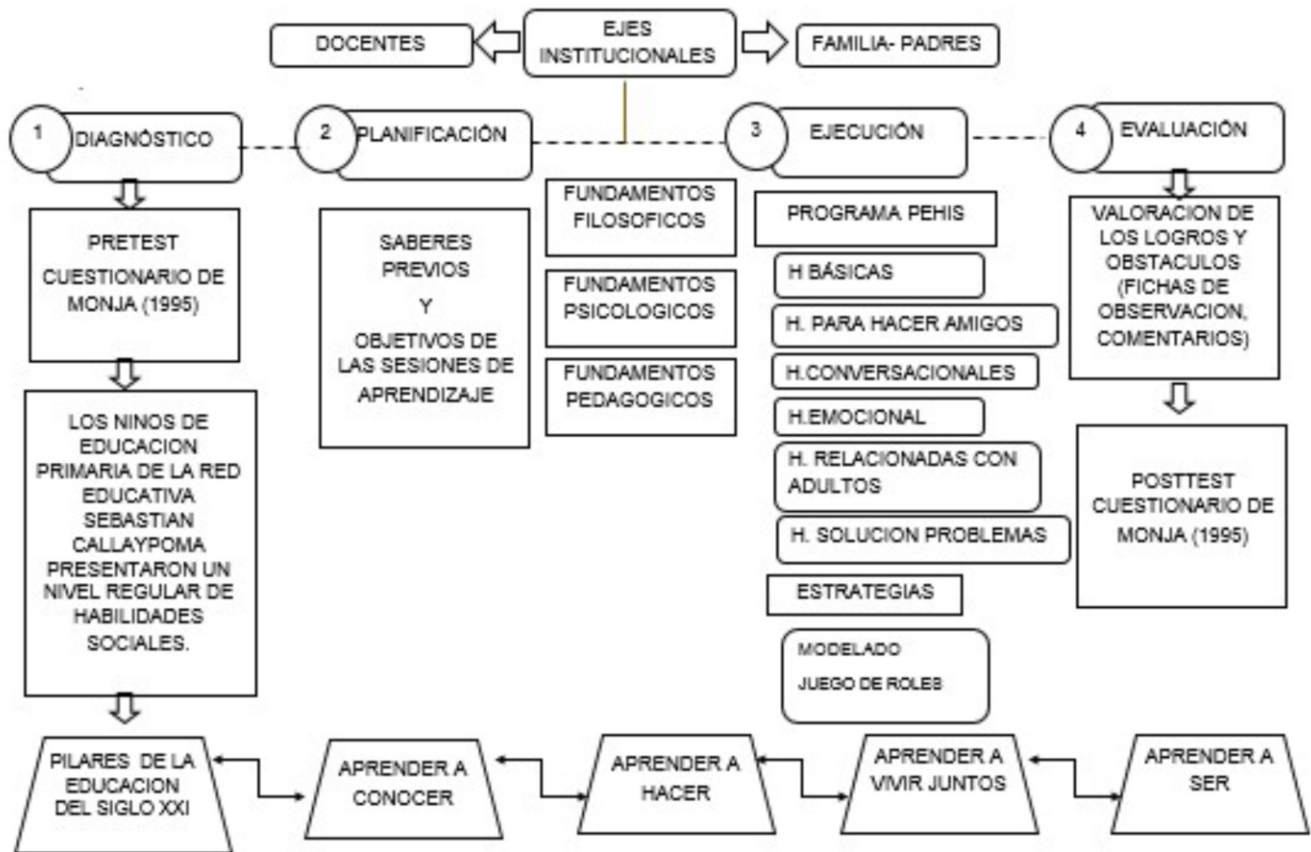 DOCENTES
EJES
INSTITUCIONALES
FAMILIA- PADRES
1
DIAGNÓSTICO
2
PLANIFICACIÓN
3
EJECUCIÓN
4
EVALUACIÓN
PRETEST
CUESTIONARIO DE
MONJA (1995)
LOS NINOS DE
EDUCACION
PRIMARIA DE LA RED
EDUCATIVA
SEBASTIAN
CALLAYPOMA
PRESENTARON UN
NIVEL REGULAR DE
HABILIDADES
SOCIALES.
SABERES
PREVIOS
Y
OBJETIVOS DE
LAS SESIONES DE
APRENDIZAJE
FUNDAMENTOS
FILOSOFICOS
FUNDAMENTOS
PSICOLOGICOS
FUNDAMENTOS
PEDAGOGICOS
PROGRAMA PEHIS
H BÁSICAS
H. PARA HACER AMIGOS
H.CONVERSACIONALES
H.EMOCIONAL
H. RELACIONADAS CON
ADULTOS
H. SOLUCION PROBLEMAS
ESTRATEGIAS
MODELADO
JUEGO DE ROLES
VALORACION DE
LOS LOGROS Y
OBSTACULOS
(FICHAS DE
OBSERVACION,
COMENTARIOS)
POSTTEST
CUESTIONARIO DE
MONJA (1995)
PILARES DE LA
EDUCACION
DEL SIGLO XXI
APRENDER A
CONOCER
APRENDER A
HACER
APRENDER A
VIVIR JUNTOS
APRENDER A
SER